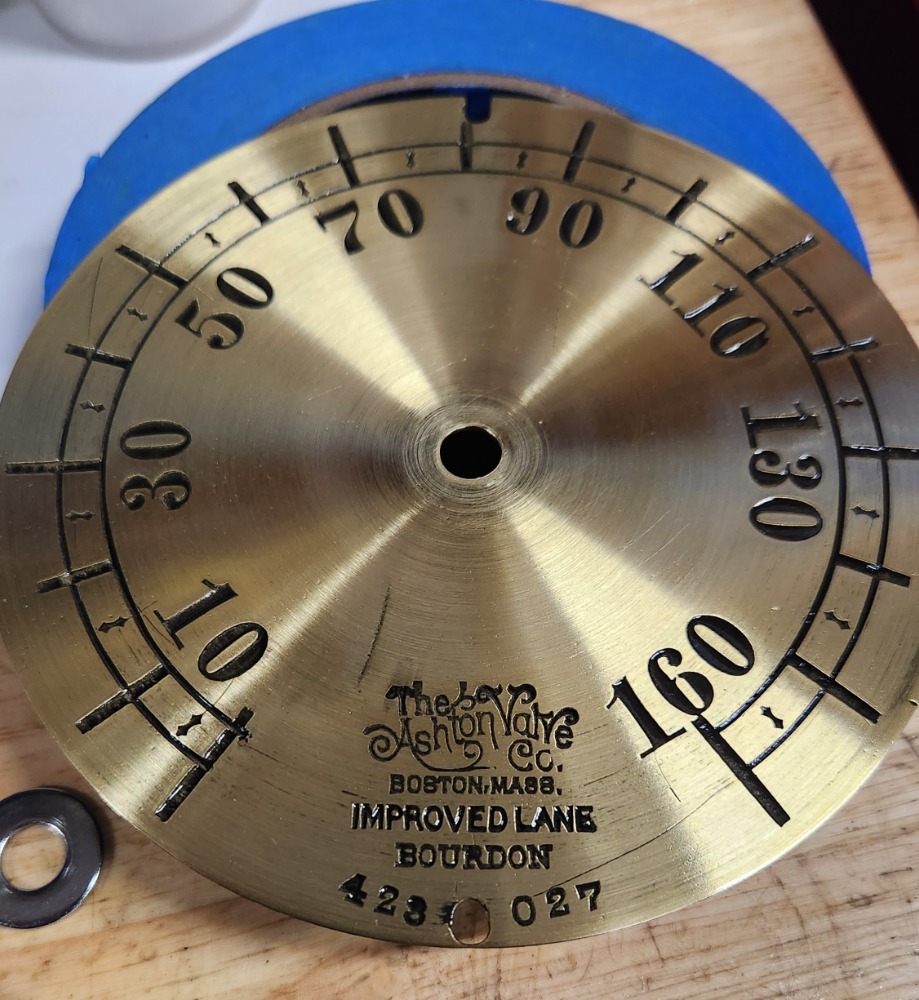 10
30
50
70
90
110
130
160
The
Ashton Valve
Co.
BOSTON, MASS.
IMPROVED LANE
BOURDON
423 027